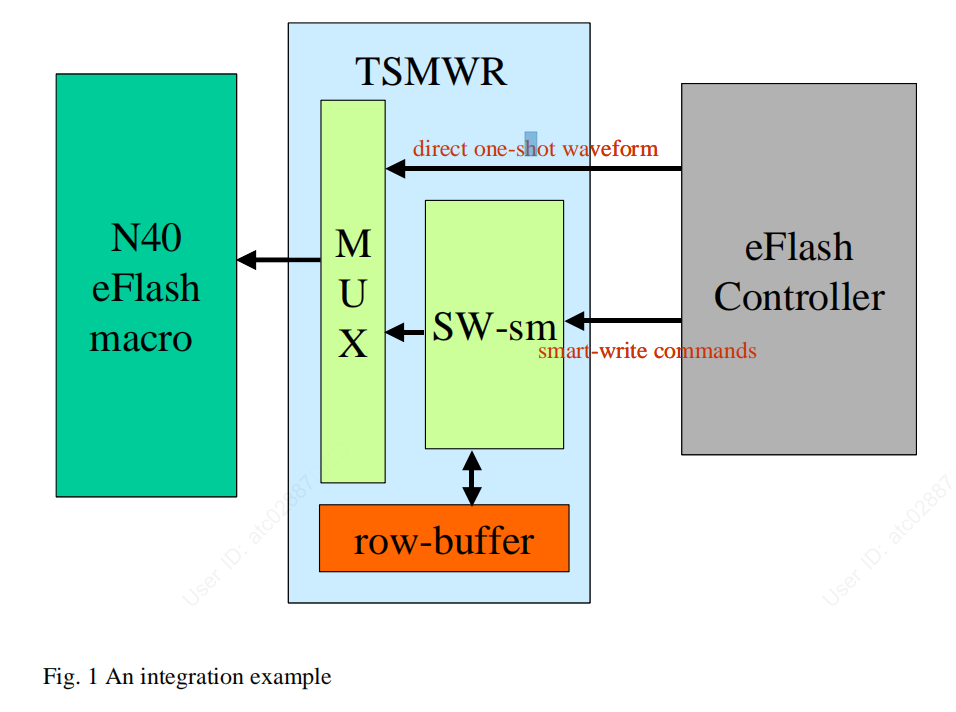 TSMWR
direct one-shot waveform
M
U
X
N40
eFlash
macro
SW-sm
eFlash
Controller
smart-write commands
row-buffer
User ID: atc02887
User ID: atc02887
Fig. 1 An integration example